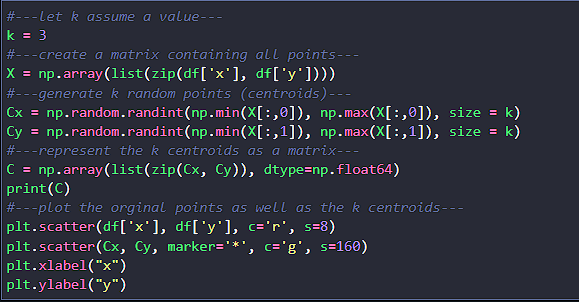 #---let k assume a value---
k = 3
#---create a matrix containing all points---
X = np.array(list(zip(df['x'], df['y'])))
#---generate k random points (centroids)---
Cx = np.random.randint(np.min(X[:,0]), np.max(X[:,0]), size = k)
Cy = np.random.randint(np.min(X[:,1]), np.max(X[:,1]), size = k)
#---represent the k centroids as a matrix---
C = np.array(list(zip(Cx, Cy)), dtype=np.float64)
print(C)
#---plot the orginal points as well as the k centroids---
plt.scatter(df['x'], df['y'], c='r', s=8)
plt.scatter(Cx, Cy, marker='*', c='g', s=160)
plt.xlabel("x")
plt.ylabel("y")